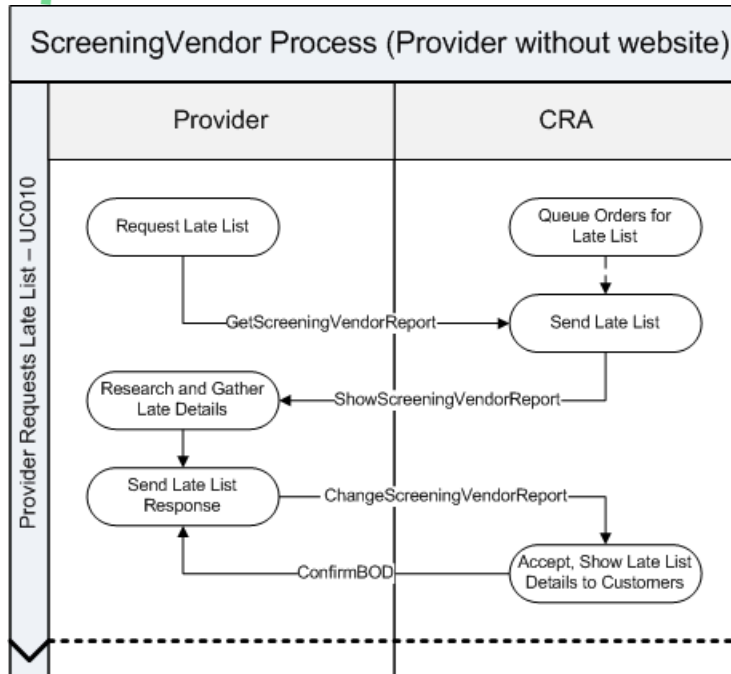 ScreeningVendor Process (Provider without website)
Provider
CRA
Provider Requests Late List – UC010
Request Late List
Queue Orders for
Late List
GetScreeningVendorReport
Send Late List
Research and Gather
Late Details
ShowScreeningVendorReport
Send Late List
Response
ChangeScreeningVendorReport
ConfirmBOD
Accept, Show Late List
Details to Customers